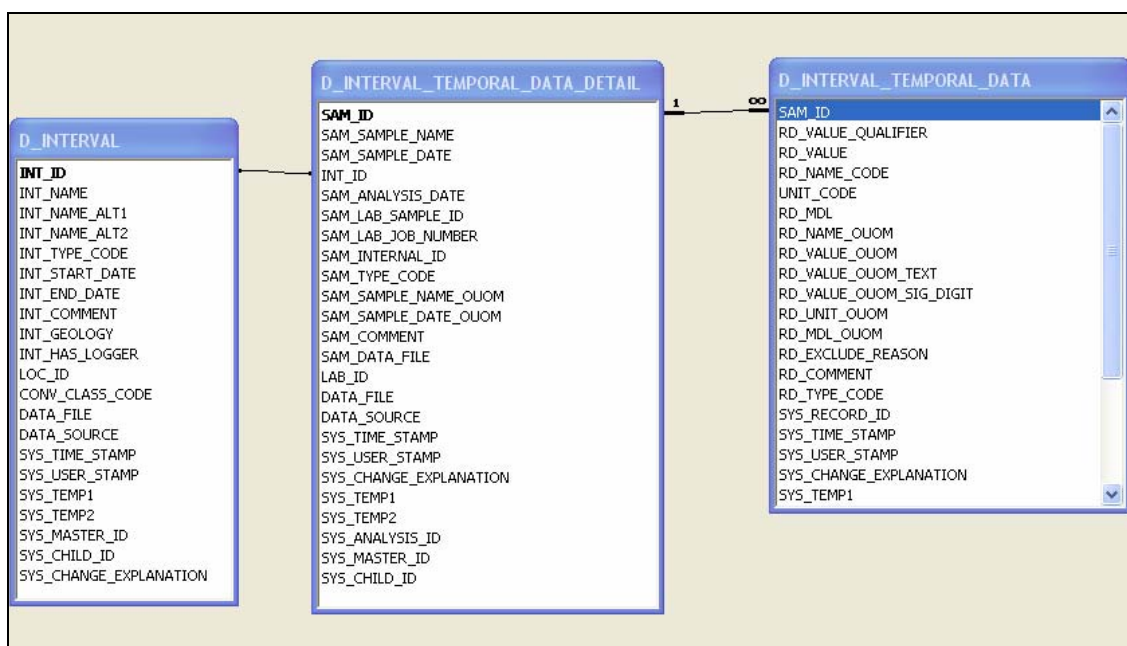 D_INTERVAL
INT_ID
INT_NAME
INT_NAME_ALT1
INT_NAME_ALT2
INT_TYPE_CODE
INT_START_DATE
INT_END_DATE
INT_COMMENT
INT_GEOLOGY
INT_HAS_LOGGER
LOC_ID
CONV_CLASS_CODE
DATA_FILE
DATA_SOURCE
SYS_TIME_STAMP
SYS_USER_STAMP
SYS_TEMP1
SYS_TEMP2
SYS_MASTER_ID
SYS_CHILD_ID
SYS_CHANGE_EXPLANATION
D_INTERVAL_TEMPORAL_DATA_DETAIL
SAM_ID
SAM_SAMPLE_NAME
SAM_SAMPLE_DATE
INT_ID
SAM_ANALYSIS_DATE
SAM_LAB_SAMPLE_ID
SAM_LAB_JOB_NUMBER
SAM_INTERNAL_ID
SAM_TYPE_CODE
SAM_SAMPLE_NAME_OUOM
SAM_SAMPLE_DATE_OUOM
SAM_COMMENT
SAM_DATA_FILE
LAB_ID
DATA_FILE
DATA_SOURCE
SYS_TIME_STAMP
SYS_USER_STAMP
SYS_CHANGE_EXPLANATION
SYS_TEMP1
SYS_TEMP2
SYS_ANALYSIS_ID
SYS_MASTER_ID
SYS_CHILD_ID
1 ∞
D_INTERVAL_TEMPORAL_DATA
SAM_ID
RD_VALUE_QUALIFIER
RD_VALUE
RD_NAME_CODE
UNIT_CODE
RD_MDL
RD_NAME_OUOM
RD_VALUE_OUOM
RD_VALUE_OUOM_TEXT
RD_VALUE_OUOM_SIG_DIGIT
RD_UNIT_OUOM
RD_MDL_OUOM
RD_EXCLUDE_REASON
RD_COMMENT
RD_TYPE_CODE
SYS_RECORD_ID
SYS_TIME_STAMP
SYS_USER_STAMP
SYS_CHANGE_EXPLANATION
SYS_TEMP1